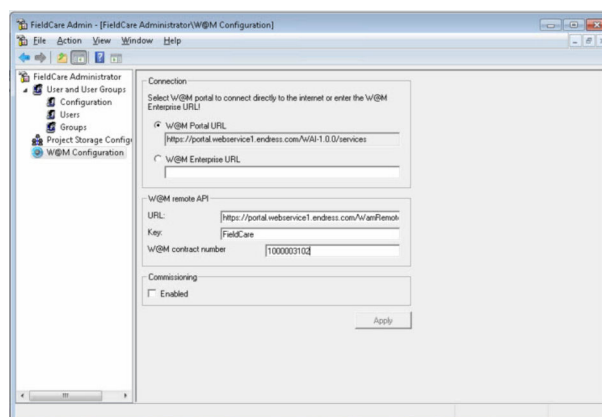 FieldCare Admin - [FieldCare Administrator\W@M Configuration]
File Action View Window Help
FieldCare Administrator
User and User Groups
Configuration
Users
Groups
Project Storage Config
W@M Configuration
Connection
Select W@M portal to connect directly to the internet or enter the W@M
Enterprise URL!
W@M Portal URL
https://portal.webservice1.endress.com/WAI-1.0.0/services
W@M Enterprise URL
W@M remote API
URL: https://portal.webservice1.endress.com/WamRemote
Key: FieldCare
W@M contract number 1000003102
Commissioning
Enabled
Apply